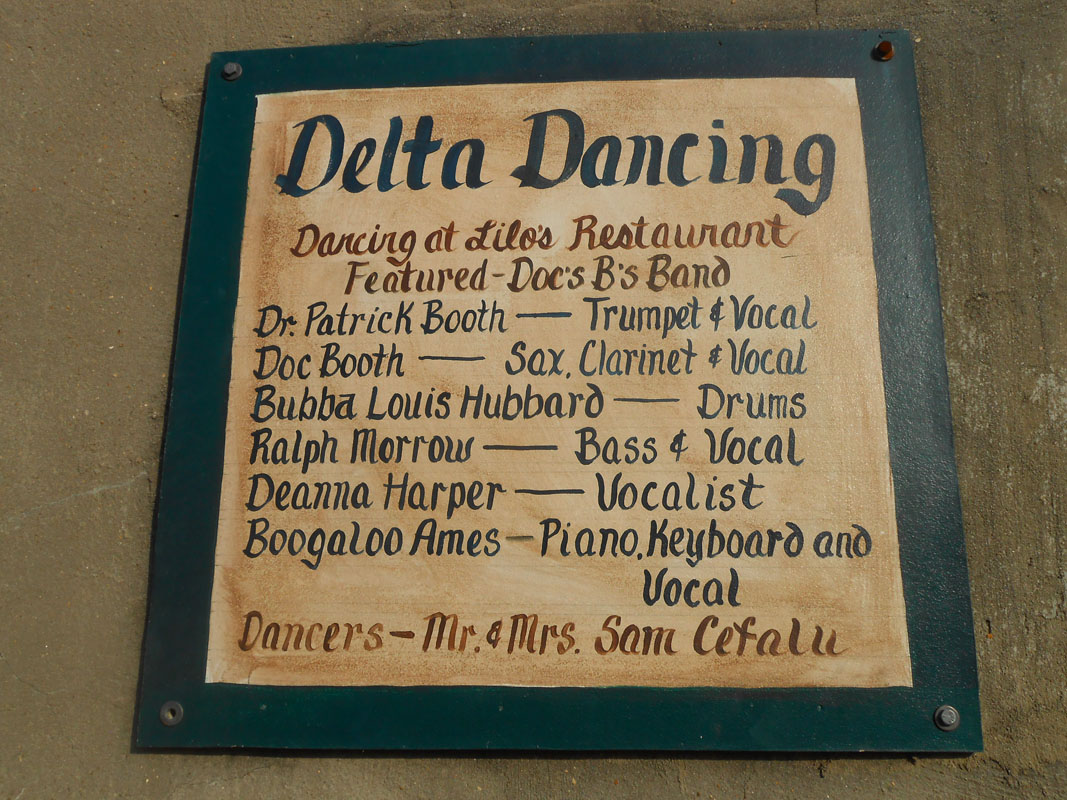 Delta Dancing
Dancing at Lilo's Restaurant
Featured - Doc's B's Band
Dr. Patrick Booth — Trumpet & Vocal
Doc Booth — Sax, Clarinet & Vocal
Bubba Louis Hubbard — Drums
Ralph Morrow — Bass & Vocal
Deanna Harper — Vocalist
Boogaloo Ames — Piano, Keyboard and
Vocal
Dancers - Mr. & Mrs. Sam Cefalu